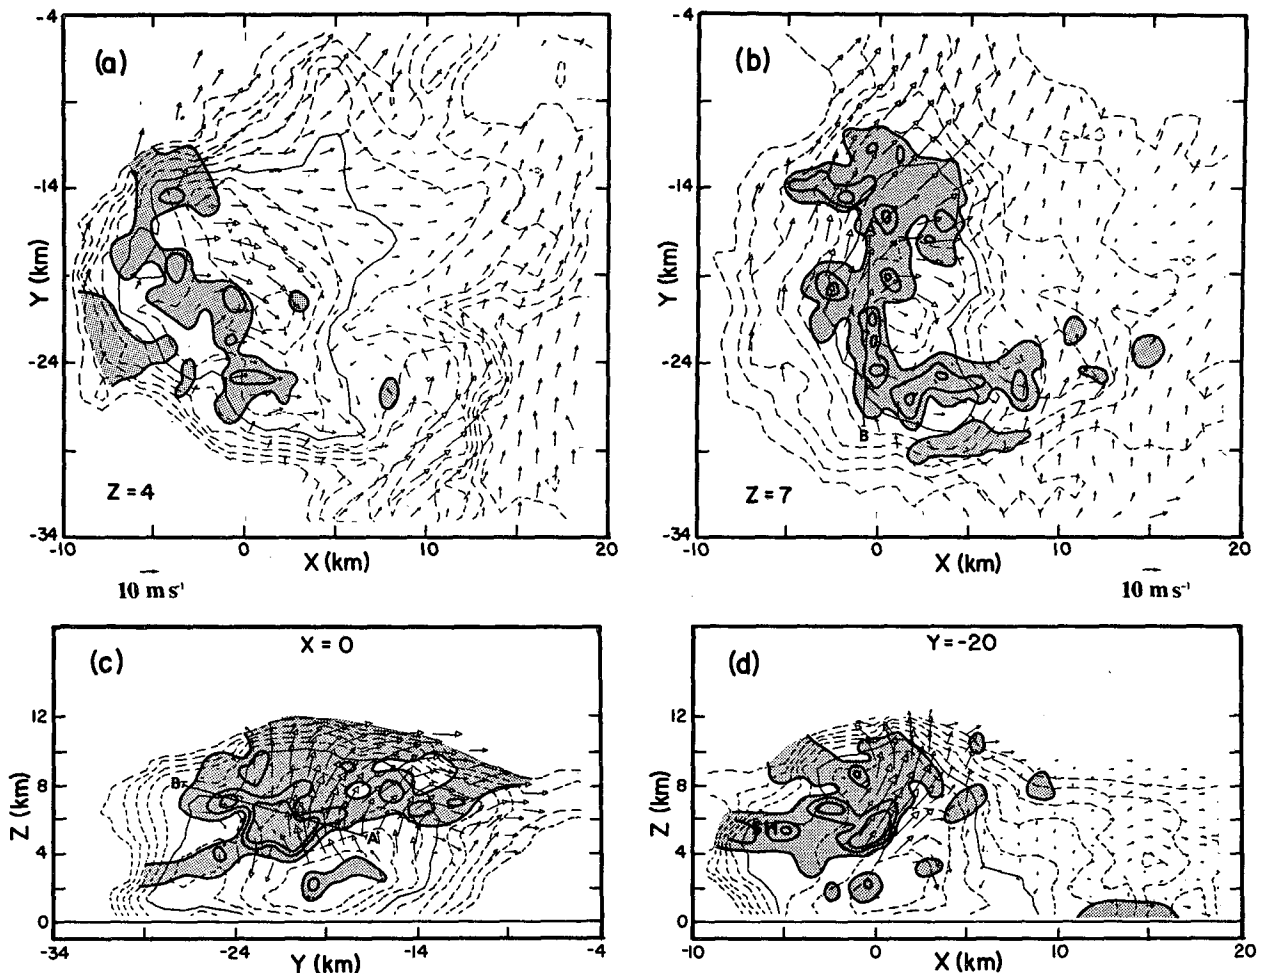 (a)
-4
-14
-24
-34
Y (km)
Z = 4
-10 0 10 20
X (km)
10 m s⁻¹
(b)
-4
-14
-24
-34
Y (km)
B
Z = 7
-10 0 10 20
X (km)
10 m s⁻¹
(c)
X = 0
12
8
4
0
Z (km)
B
A
-34 -24 -14 -4
Y (km)
(d)
Y = -20
12
8
4
0
Z (km)
-10 0 10 20
X (km)